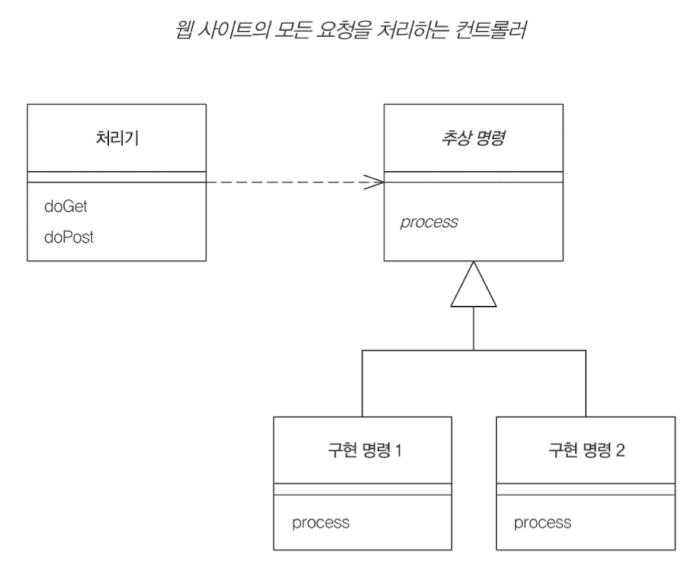 웹 사이트의 모든 요청을 처리하는 컨트롤러
처리기
추상 명령
doGet
doPost
process
구현 명령 1
구현 명령 2
process
process